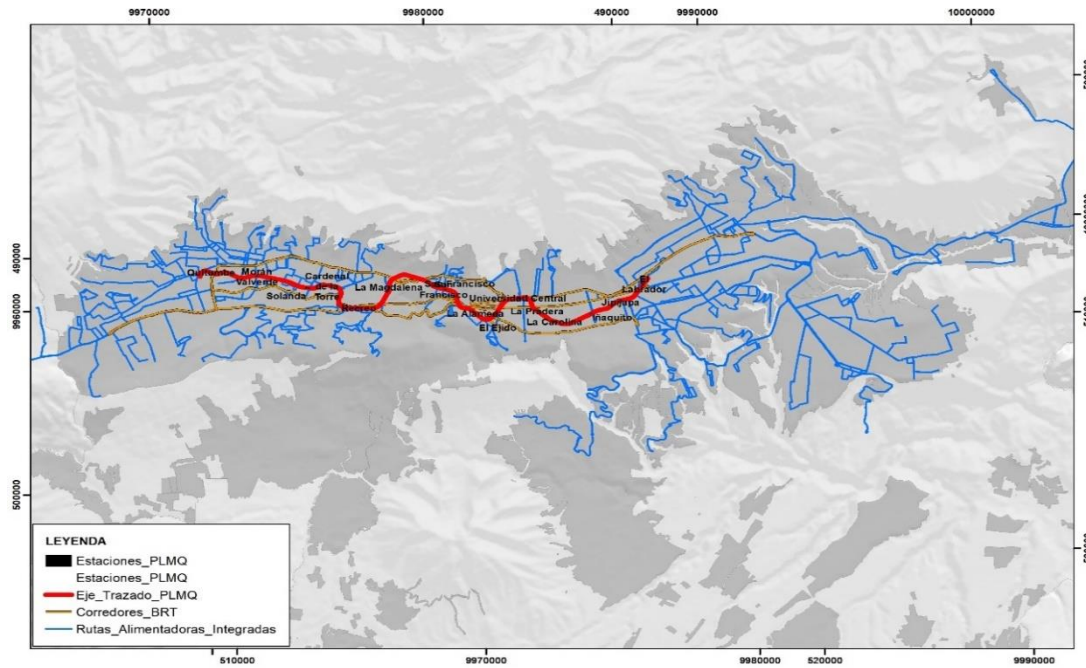 9970000
9980000
490000
9990000
10000000
490000
Quitumbe
Morán
Valverde
Solanda
Cardenal
de la
Torre
Recreo
La Magdalena
San Francisco
Francisco
Universidad Central
La Alameda
El Ejido
La Pradera
La Carolina
Iñaquito
Jipijapa
El
Labrador
500000
LEYENDA
Estaciones_PLMQ
Estaciones_PLMQ
Eje_Trazado_PLMQ
Corredores_BRT
Rutas_Alimentadoras_Integradas
510000
9970000
9980000
520000
9990000